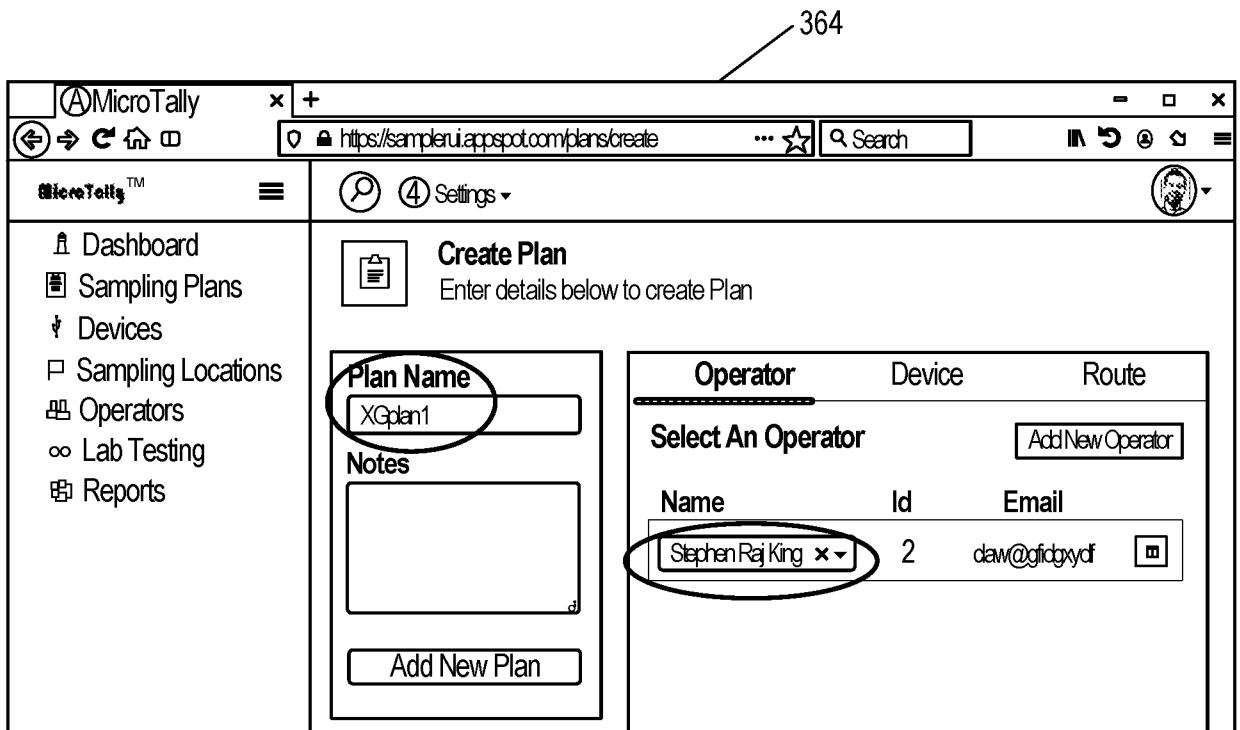 364
MicroTally
https://samplerui.appspot.com/plans/create
Search
MicroTally™
4 Settings
Dashboard
Sampling Plans
Devices
Sampling Locations
Operators
Lab Testing
Reports
Create Plan
Enter details below to create Plan
Plan Name
XGplan1
Notes
Add New Plan
Operator Device Route
Select An Operator Add New Operator
Name Id Email
Stephen Raj King 2 daw@gfidgxydf